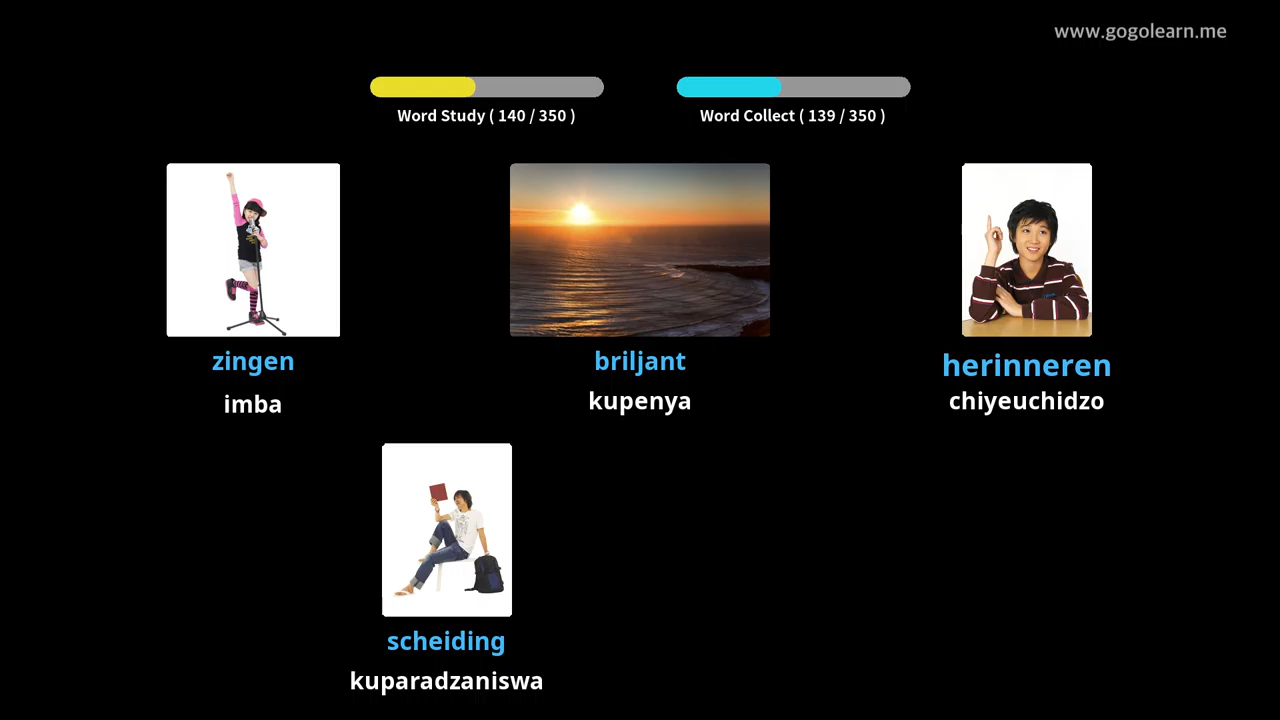 www.gogolearn.me
Word Study ( 140 / 350 )
Word Collect ( 139 / 350 )
zingen
imba
briljant
kupenya
herinneren
chiyeuchidzo
scheiding
kuparadzaniswa